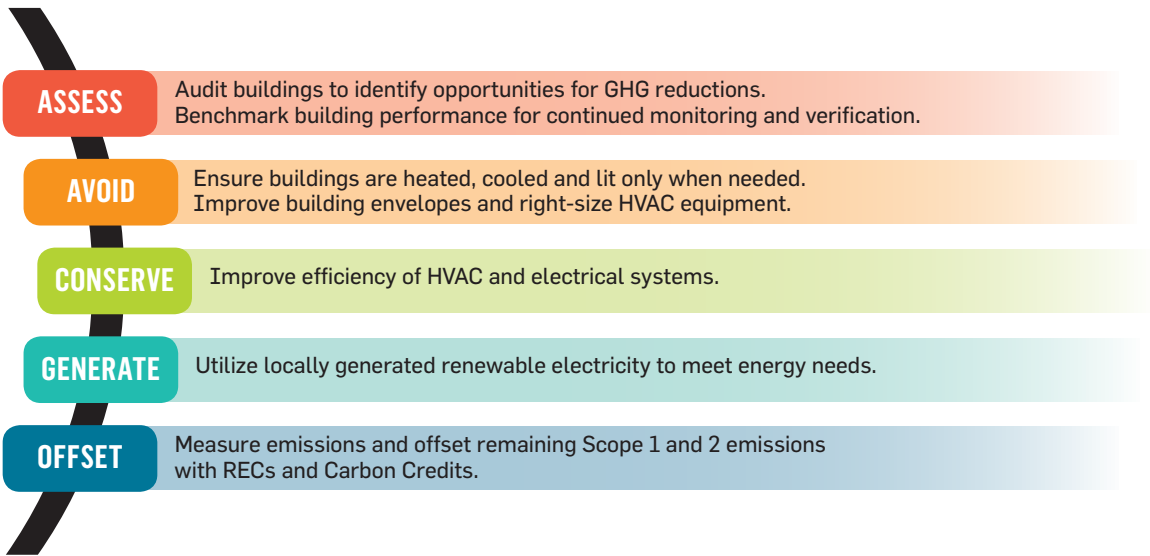 ASSESS
Audit buildings to identify opportunities for GHG reductions.
Benchmark building performance for continued monitoring and verification.
AVOID
Ensure buildings are heated, cooled and lit only when needed.
Improve building envelopes and right-size HVAC equipment.
CONSERVE
Improve efficiency of HVAC and electrical systems.
GENERATE
Utilize locally generated renewable electricity to meet energy needs.
OFFSET
Measure emissions and offset remaining Scope 1 and 2 emissions
with RECs and Carbon Credits.